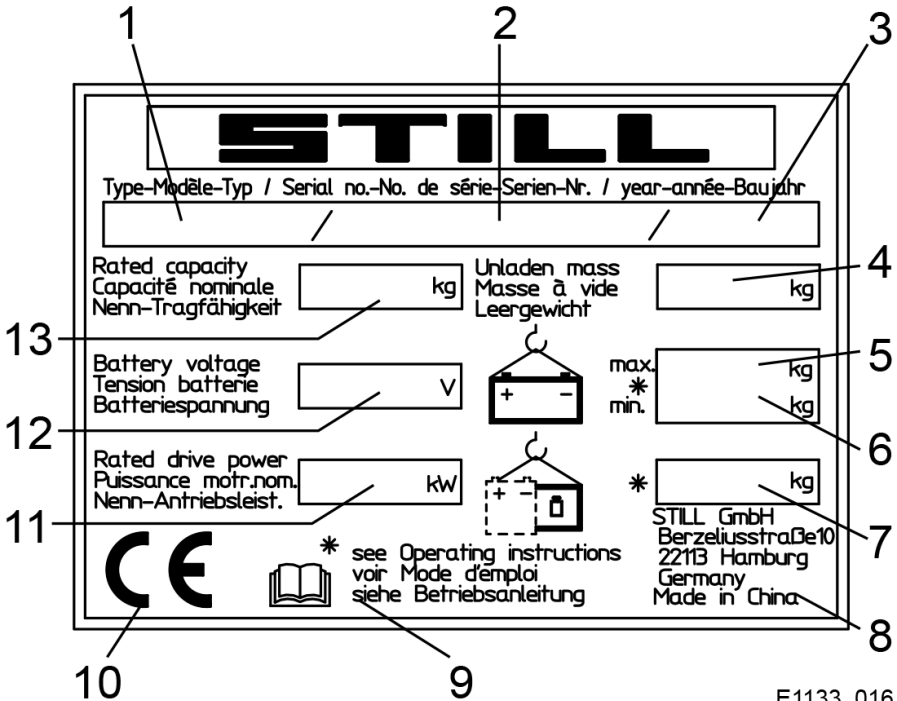 1 2 3
STILL
Type-Modèle-Typ / Serial no.-No. de série-Serien-Nr. / year-année-Baujahr
/ /
Rated capacity
Capacité nominale
Nenn-Tragfähigkeit
kg
Unladen mass
Masse à vide
Leergewicht
kg
4
13
Battery voltage
Tension batterie
Batteriespannung
V
+ -
max.
*
min.
kg
kg
5
6
12
Rated drive power
Puissance motr.nom.
Nenn-Antriebsleist.
kW
+ -
*
kg
7
11
CE
* see Operating instructions
voir Mode d'emploi
siehe Betriebsanleitung
STILL GmbH
Berzeliusstraße10
22113 Hamburg
Germany
Made in China
8
10
9
E1133_016